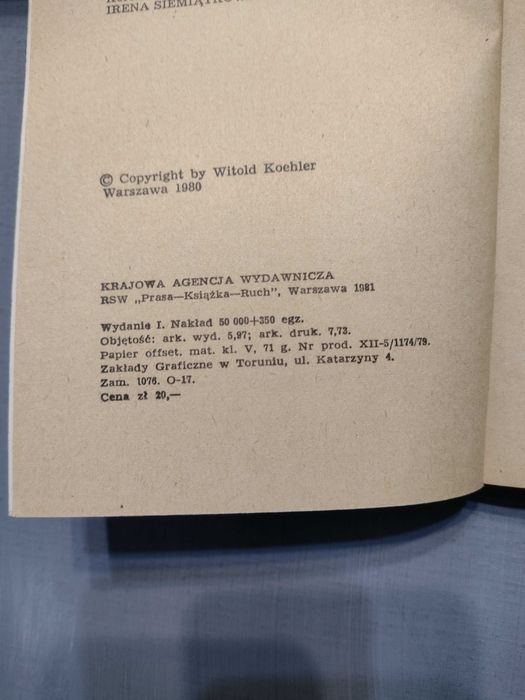 IRENA SIEMIĄTKOW
© Copyright by Witold Koehler
Warszawa 1980
KRAJOWA AGENCJA WYDAWNICZA
RSW „Prasa—Książka—Ruch”, Warszawa 1981
Wydanie I. Nakład 50 000+350 egz.
Objętość: ark. wyd. 5,97; ark. druk. 7,73.
Papier offset. mat. kl. V, 71 g. Nr prod. XII-5/1174/79.
Zakłady Graficzne w Toruniu, ul. Katarzyny 4.
Zam. 1076. O-17.
Cena zł 20,—